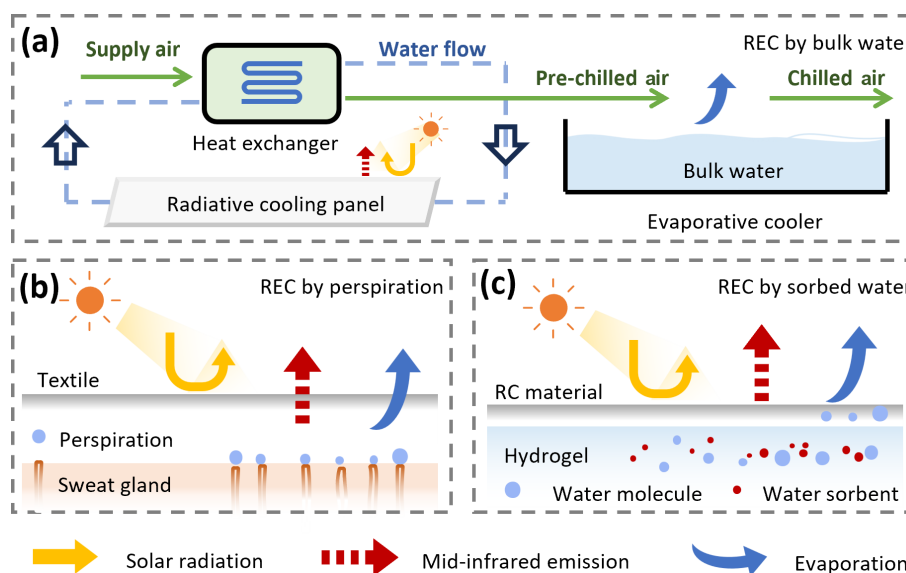 (a)
Supply air
Water flow
REC by bulk water
Pre-chilled air
Chilled air
Heat exchanger
Bulk water
Radiative cooling panel
Evaporative cooler
(b)
REC by perspiration
Textile
Perspiration
Sweat gland
(c)
REC by sorbed water
RC material
Hydrogel
Water molecule
Water sorbent
Solar radiation
Mid-infrared emission
Evaporation